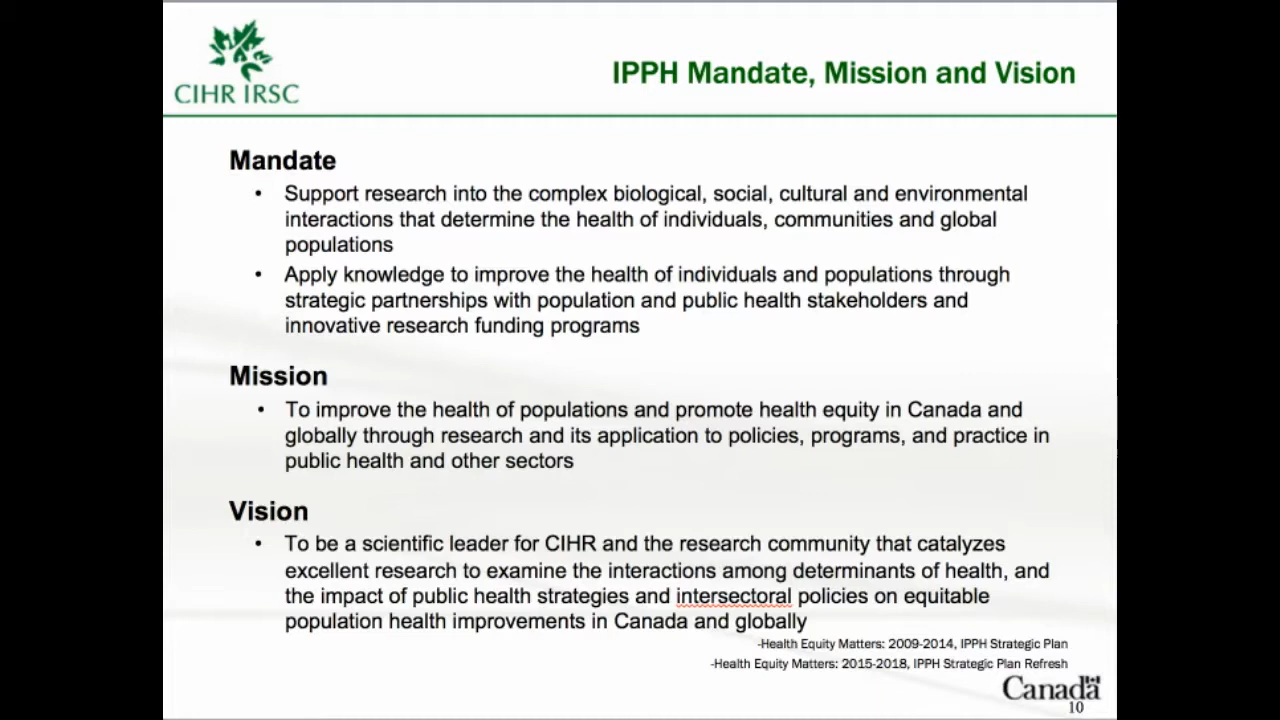 CIHR IRSC
IPPH Mandate, Mission and Vision
Mandate
• Support research into the complex biological, social, cultural and environmental
interactions that determine the health of individuals, communities and global
populations
• Apply knowledge to improve the health of individuals and populations through
strategic partnerships with population and public health stakeholders and
innovative research funding programs
Mission
• To improve the health of populations and promote health equity in Canada and
globally through research and its application to policies, programs, and practice in
public health and other sectors
Vision
• To be a scientific leader for CIHR and the research community that catalyzes
excellent research to examine the interactions among determinants of health, and
the impact of public health strategies and intersectoral policies on equitable
population health improvements in Canada and globally
-Health Equity Matters: 2009-2014, IPPH Strategic Plan
-Health Equity Matters: 2015-2018, IPPH Strategic Plan Refresh
Canada
10